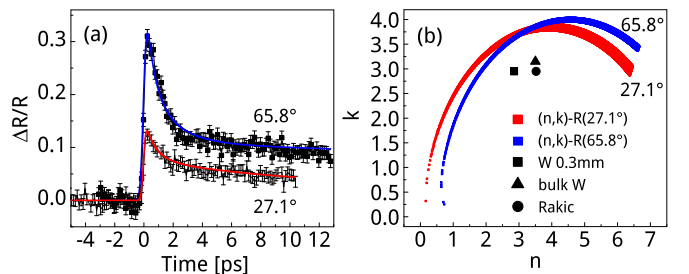 (a)
0.3
0.2
0.1
0.0
ΔR/R
65.8°
27.1°
-4 -2 0 2 4 6 8 10 12
Time [ps]
(b)
4.0
3.5
3.0
2.5
2.0
1.5
1.0
0.5
0.0
k
65.8°
27.1°
(n,k)-R(27.1°)
(n,k)-R(65.8°)
W 0.3mm
bulk W
Rakic
0 1 2 3 4 5 6 7
n